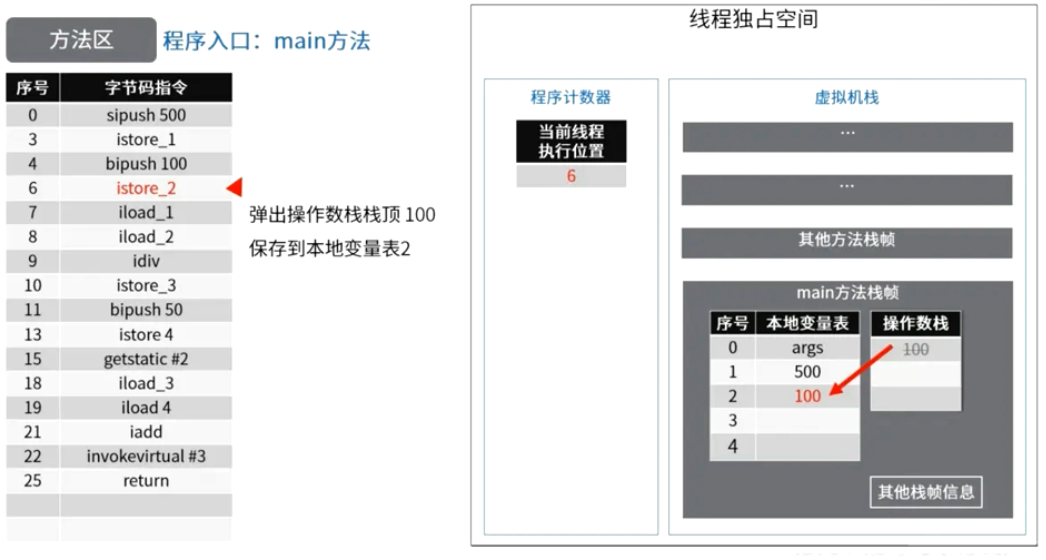 方法区
程序入口：main方法
序号 字节码指令
0 sipush 500
3 istore_1
4 bipush 100
6 istore_2
7 iload_1
8 iload_2
9 idiv
10 istore_3
11 bipush 50
13 istore 4
15 getstatic #2
18 iload_3
19 iload 4
21 iadd
22 invokevirtual #3
25 return
弹出操作数栈栈顶 100
保存到本地变量表2
线程独占空间
程序计数器
当前线程
执行位置
6
虚拟机栈
...
...
其他方法栈帧
main方法栈帧
序号 本地变量表
0 args
1 500
2 100
3
4
操作数栈
100
其他栈帧信息